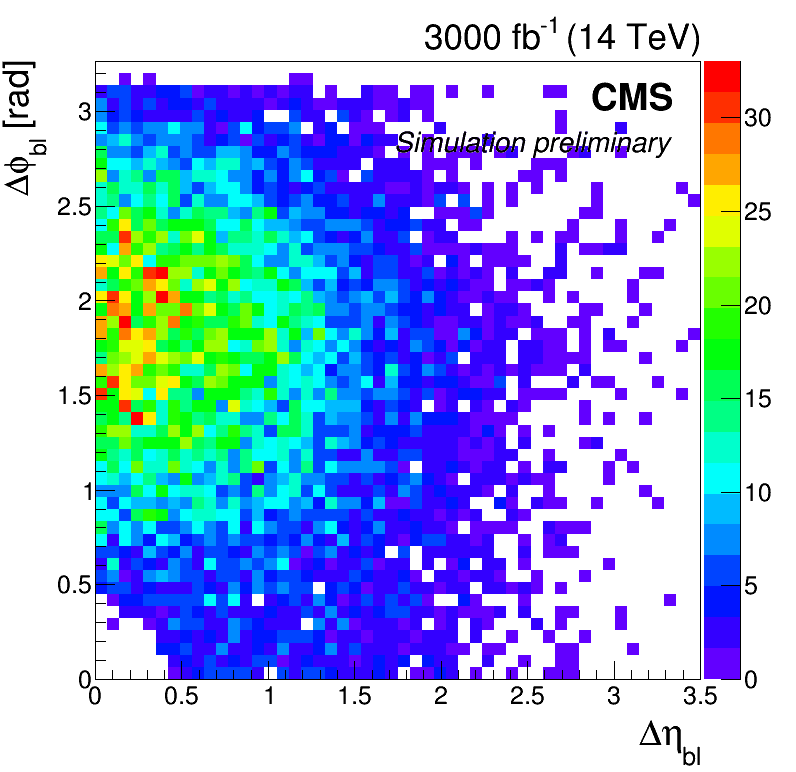 3000 fb-1 (14 TeV)
CMS
Simulation preliminary
Δϕbl [rad]
3
2.5
2
1.5
1
0.5
0
0 0.5 1 1.5 2 2.5 3 3.5
Δηbl
30
25
20
15
10
5
0